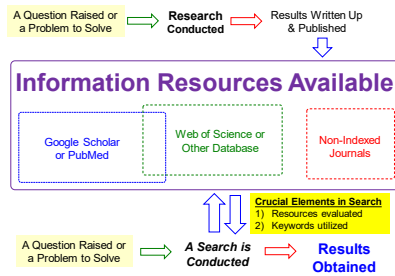 A Question Raised or
a Problem to Solve
Research
Conducted
Results Written Up
& Published
Information Resources Available
Google Scholar
or PubMed
Web of Science or
Other Database
Non-Indexed
Journals
Crucial Elements in Search
1) Resources evaluated
2) Keywords utilized
A Question Raised or
a Problem to Solve
A Search is
Conducted
Results
Obtained